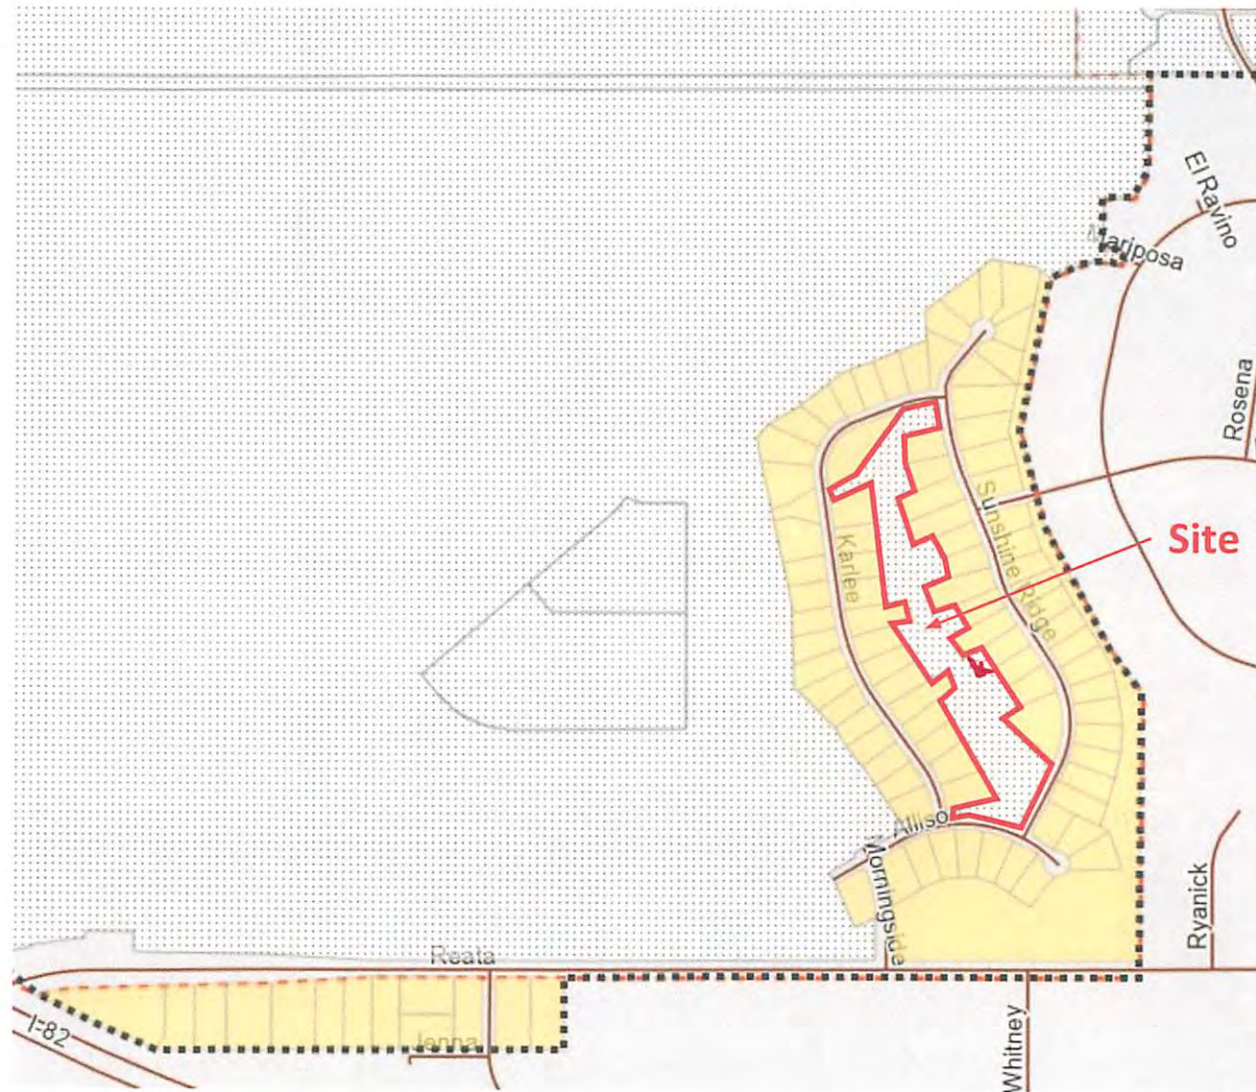 El Ravino
Mariposa
Rosena
Sunshine Ridge
Site
Karlee
Alliso
Morningside
Ryanick
Reata
I-82
Jenna
Whitney